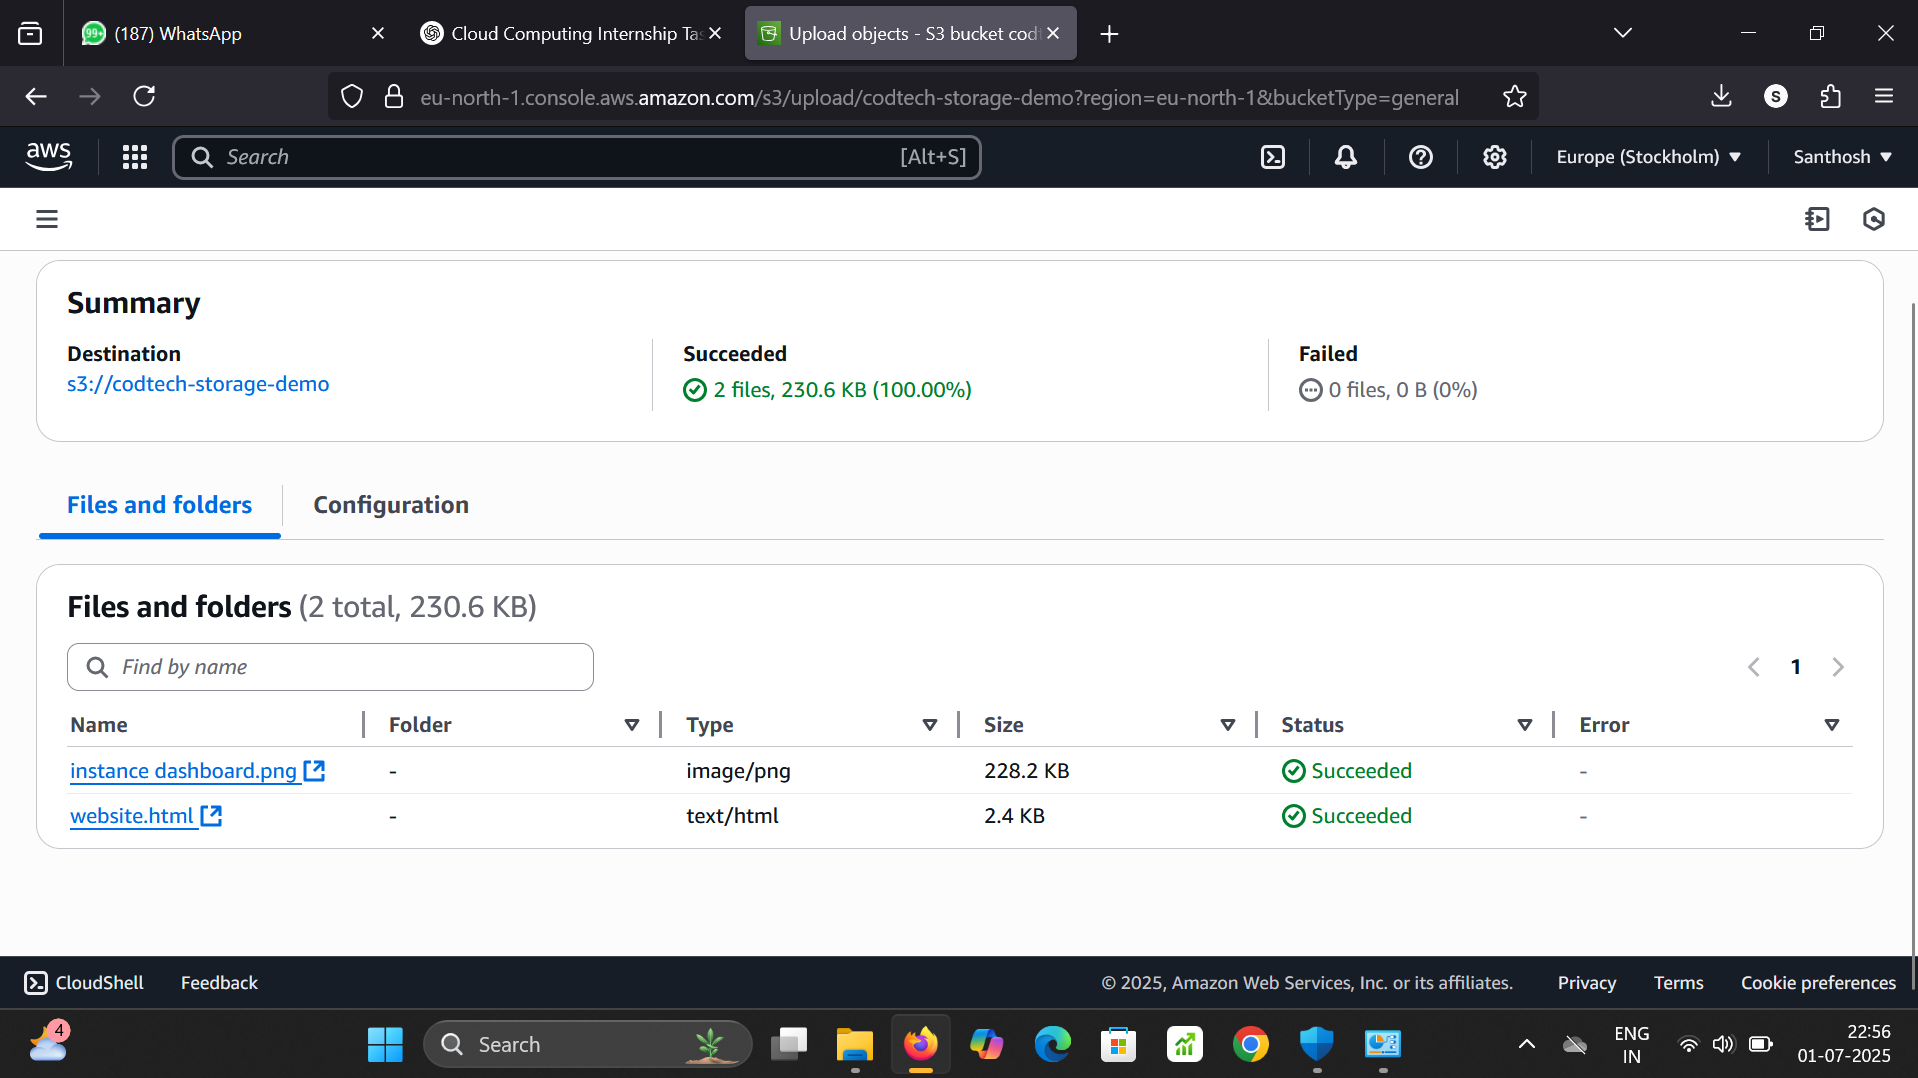 99+ (187) WhatsApp
Cloud Computing Internship Tas
Upload objects - S3 bucket codt
eu-north-1.console.aws.amazon.com/s3/upload/codtech-storage-demo?region=eu-north-1&bucketType=general
S
aws
Search [Alt+S]
Europe (Stockholm)
Santhosh
Summary
Destination
s3://codtech-storage-demo
Succeeded
2 files, 230.6 KB (100.00%)
Failed
0 files, 0 B (0%)
Files and folders
Configuration
Files and folders (2 total, 230.6 KB)
Find by name
1
Name Folder Type Size Status Error
instance dashboard.png - image/png 228.2 KB Succeeded -
website.html - text/html 2.4 KB Succeeded -
CloudShell Feedback © 2025, Amazon Web Services, Inc. or its affiliates. Privacy Terms Cookie preferences
4
Search
ENG
IN
22:56
01-07-2025